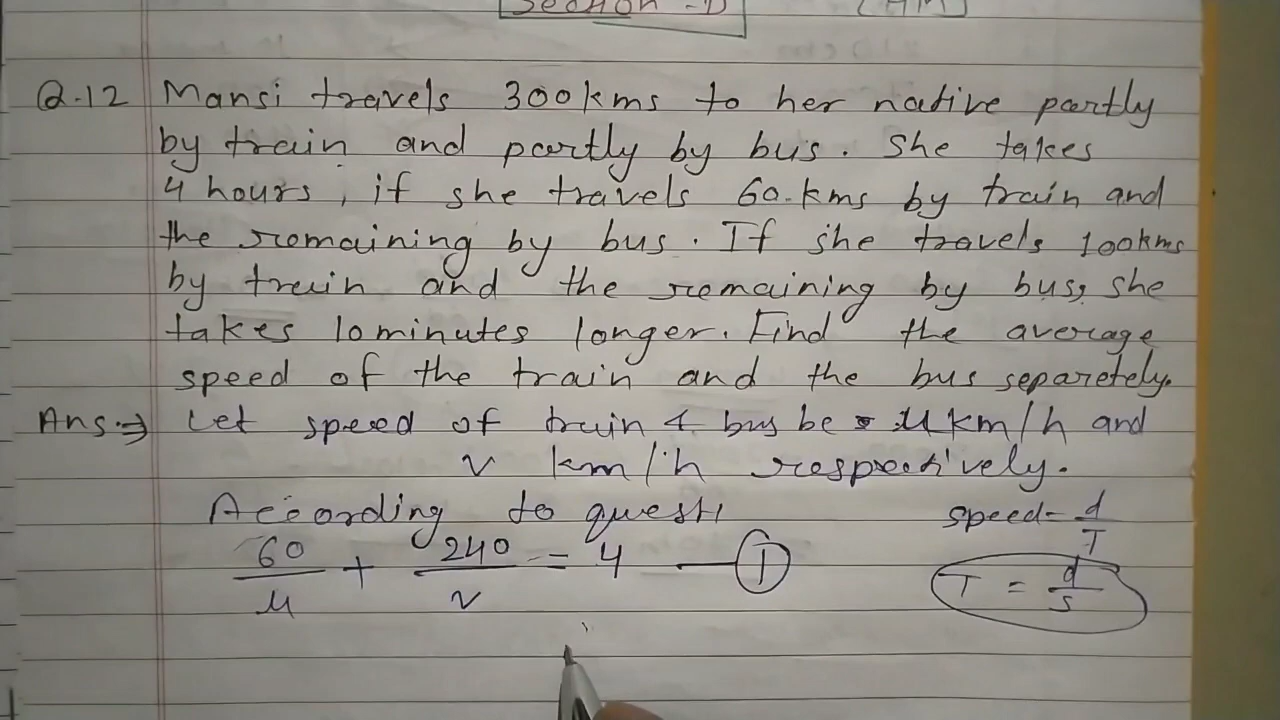 Section - D (4M)
Q.12 Mansi travels 300kms to her native partly
by train and partly by bus. She takes
4 hours, if she travels 60.kms by train and
the remaining by bus. If she travels 100kms
by train and the remaining by bus, she
takes 10minutes longer. Find the average
speed of the train and the bus separetely.
Ans⇒ Let speed of train & bus be u km/h and
v km/h respectively.
According to questi
speed = d/T
60/u + 240/v = 4 — ①
T = d/s